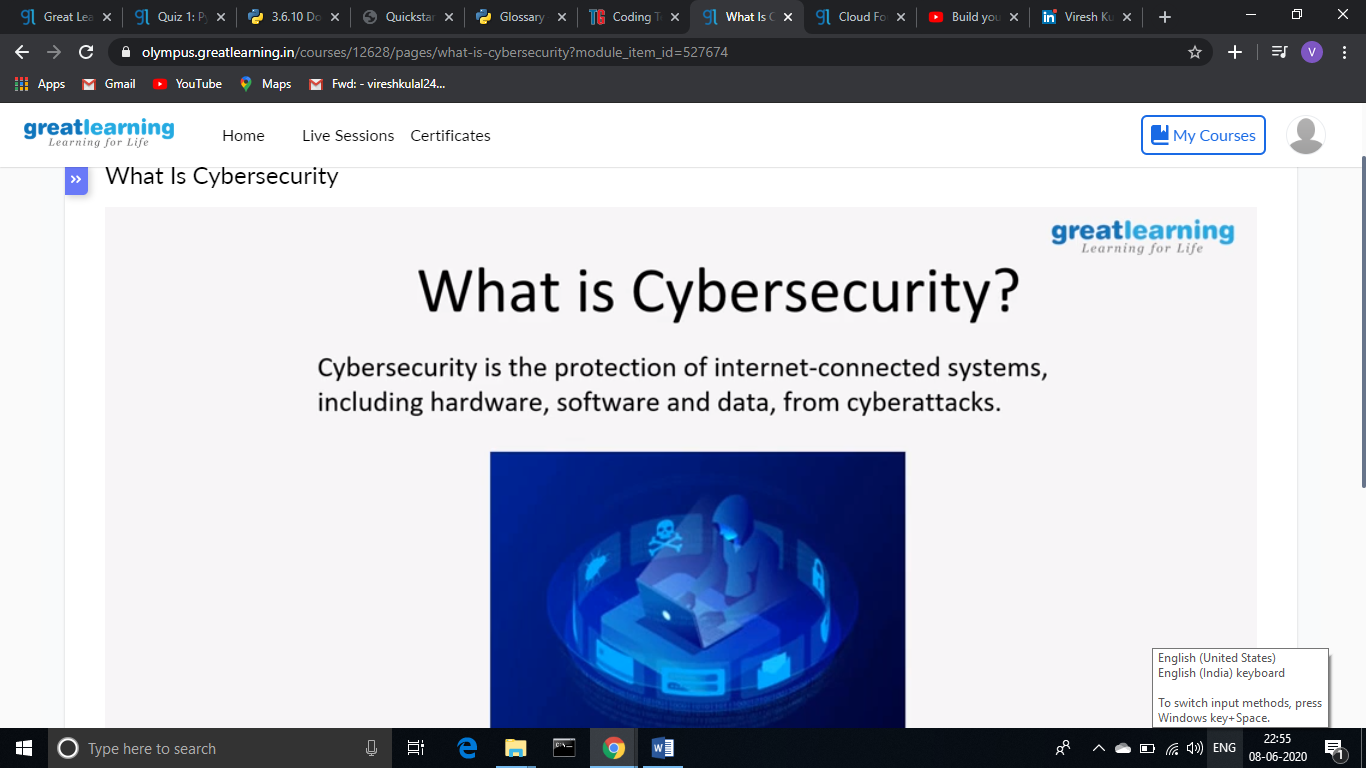 Great Lea
Quiz 1: P
3.6.10 Do
Quickstar
Glossary
Coding T
What Is C
Cloud Fo
Build you
Viresh Ku
olympus.greatlearning.in/courses/12628/pages/what-is-cybersecurity?module_item_id=527674
V
Apps Gmail YouTube Maps Fwd: - vireshkulal24...
greatlearning
Learning for Life
Home Live Sessions Certificates My Courses
What Is Cybersecurity
greatlearning
Learning for Life
What is Cybersecurity?
Cybersecurity is the protection of internet-connected systems,
including hardware, software and data, from cyberattacks.
English (United States)
English (India) keyboard
To switch input methods, press
Windows key+Space.
Type here to search
ENG
22:55
08-06-2020
1